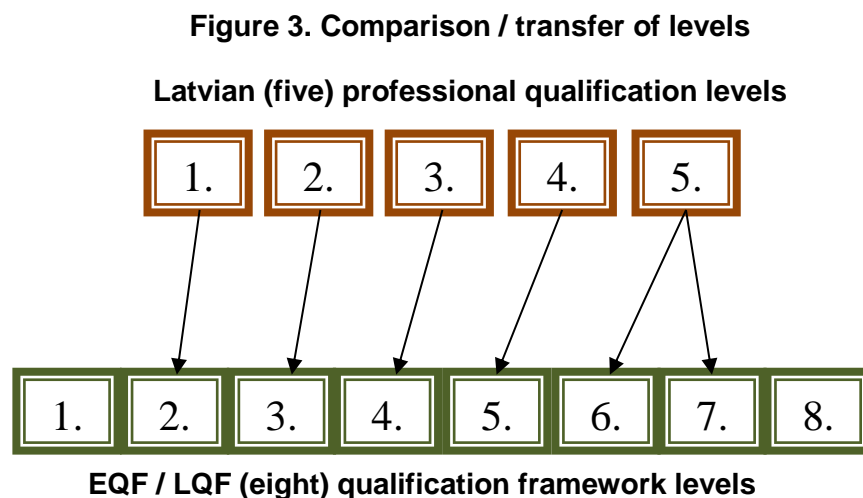 Figure 3. Comparison / transfer of levels
Latvian (five) professional qualification levels
1. 2. 3. 4. 5.
1. 2. 3. 4. 5. 6. 7. 8.
EQF / LQF (eight) qualification framework levels